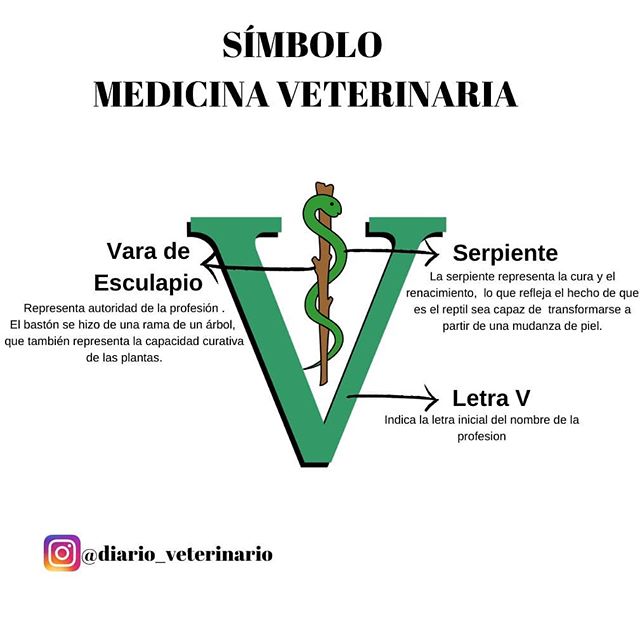 SÍMBOLO
MEDICINA VETERINARIA
Vara de
Esculapio
Representa autoridad de la profesión .
El bastón se hizo de una rama de un árbol,
que también representa la capacidad curativa
de las plantas.
Serpiente
La serpiente representa la cura y el
renacimiento, lo que refleja el hecho de que
es el reptil sea capaz de transformarse a
partir de una mudanza de piel.
Letra V
Indica la letra inicial del nombre de la
profesion
@diario_veterinario